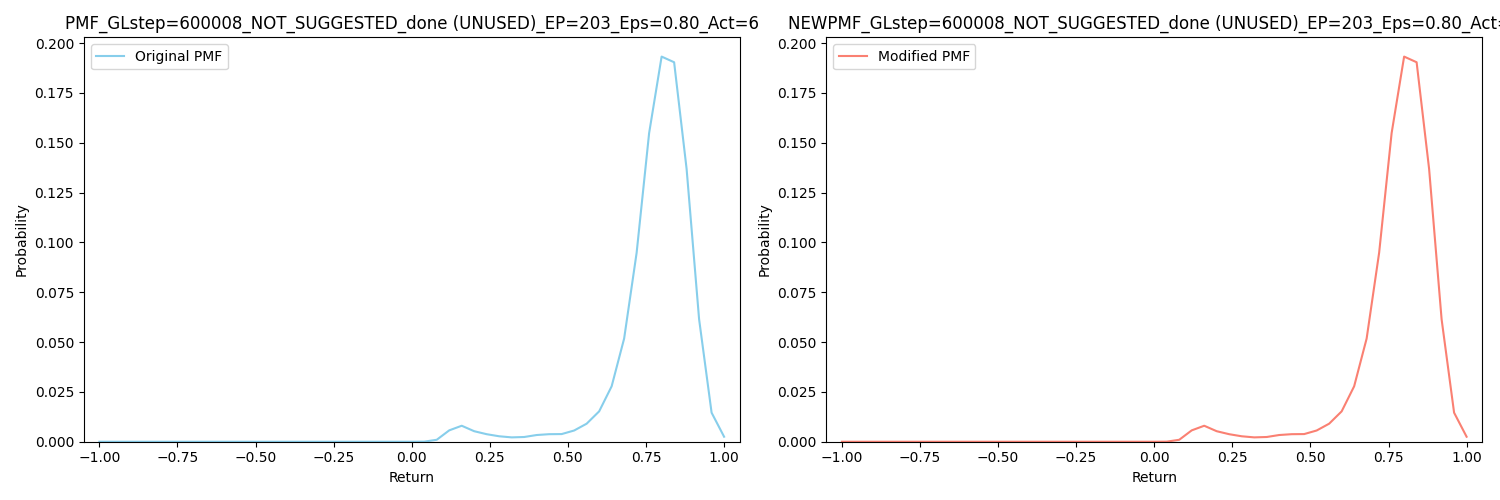 PMF_GLstep=600008_NOT_SUGGESTED_done (UNUSED)_EP=203_Eps=0.80_Act=6
Original PMF
0.200
0.175
0.150
0.125
0.100
0.075
0.050
0.025
0.000
Probability
−1.00 −0.75 −0.50 −0.25 0.00 0.25 0.50 0.75 1.00
Return
NEWPMF_GLstep=600008_NOT_SUGGESTED_done (UNUSED)_EP=203_Eps=0.80_Act=
Modified PMF
0.200
0.175
0.150
0.125
0.100
0.075
0.050
0.025
0.000
Probability
−1.00 −0.75 −0.50 −0.25 0.00 0.25 0.50 0.75 1.00
Return